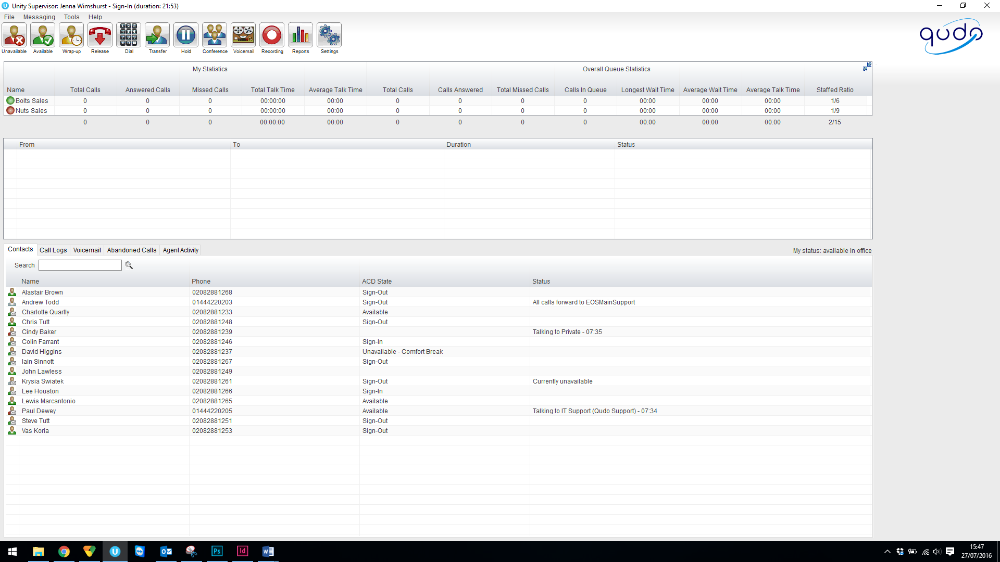 Unity Supervisor: Jenna Wimshurst - Sign-In (duration: 21:53)
File Messaging Tools Help
Unavailable Available Wrap-up Release Dial Transfer Hold Conference Voicemail Recording Reports Settings
qudo
My Statistics Overall Queue Statistics
Name Total Calls Answered Calls Missed Calls Total Talk Time Average Talk Time Total Calls Calls Answered Total Missed Calls Calls In Queue Longest Wait Time Average Wait Time Average Talk Time Staffed Ratio
Bolts Sales 0 0 0 00:00:00 00:00 0 0 0 0 00:00 00:00 00:00 1/6
Nuts Sales 0 0 0 00:00:00 00:00 0 0 0 0 00:00 00:00 00:00 1/9
0 0 0 00:00:00 00:00 0 0 0 0 00:00 00:00 00:00 2/15
From To Duration Status
Contacts Call Logs Voicemail Abandoned Calls Agent Activity My status: available in office
Search
Name Phone ACD State Status
Alastair Brown 02082881268 Sign-Out
Andrew Todd 01444220203 Sign-Out All calls forward to EOSMainSupport
Charlotte Quartly 02082881233 Available
Chris Tutt 02082881248 Sign-Out
Cindy Baker 02082881239 Talking to Private - 07:35
Colin Farrant 02082881246 Sign-In
David Higgins 02082881237 Unavailable - Comfort Break
Iain Sinnott 02082881267 Sign-Out
John Lawless 02082881249
Krysia Swiatek 02082881261 Sign-Out Currently unavailable
Lee Houston 02082881266 Sign-In
Lewis Marcantonio 02082881265 Available
Paul Dewey 01444220205 Available Talking to IT Support (Qudo Support) - 07:34
Steve Tutt 02082881251 Sign-Out
Vas Koria 02082881253 Sign-Out
15:47
27/07/2016